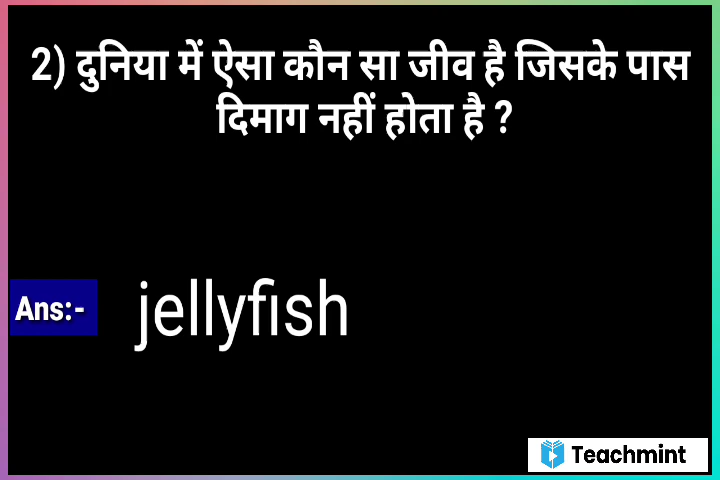 2) दुनिया में ऐसा कौन सा जीव है जिसके पास
दिमाग नहीं होता है ?
Ans:- jellyfish
Teachmint